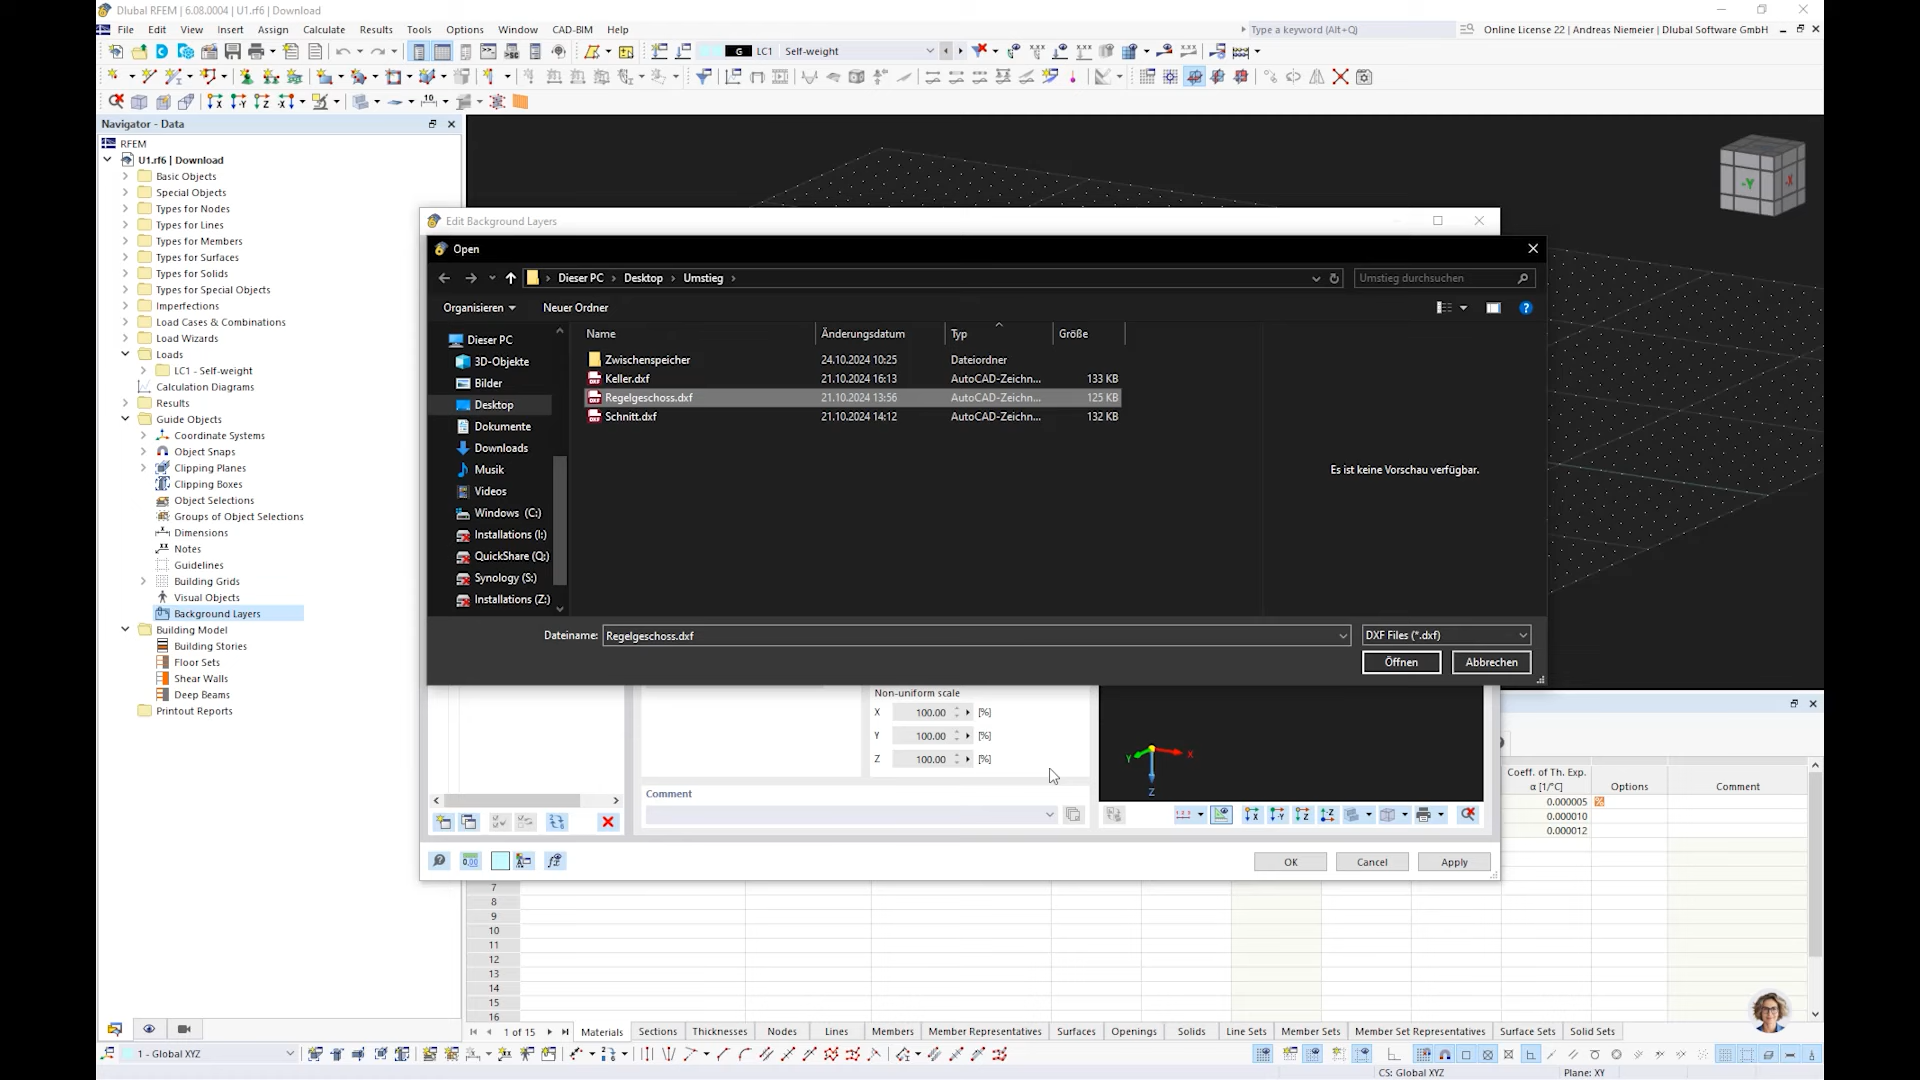 Dlubal RFEM | 6.08.0004 | U1.rf6 | Download
File Edit View Insert Assign Calculate Results Tools Options Window CAD-BIM Help
Type a keyword (Alt+Q)
Online License 22 | Andreas Niemeier | Dlubal Software GmbH
G LC1 Self-weight
Navigator - Data
RFEM
U1.rf6 | Download
Basic Objects
Special Objects
Types for Nodes
Types for Lines
Types for Members
Types for Surfaces
Types for Solids
Types for Special Objects
Imperfections
Load Cases & Combinations
Load Wizards
Loads
LC1 - Self-weight
Calculation Diagrams
Results
Guide Objects
Coordinate Systems
Object Snaps
Clipping Planes
Clipping Boxes
Object Selections
Groups of Object Selections
Dimensions
Notes
Guidelines
Building Grids
Visual Objects
Background Layers
Building Model
Building Stories
Floor Sets
Shear Walls
Deep Beams
Printout Reports
-Y
-X
Edit Background Layers
Open
Dieser PC Desktop Umstieg
Umstieg durchsuchen
Organisieren Neuer Ordner
Dieser PC
3D-Objekte
Bilder
Desktop
Dokumente
Downloads
Musik
Videos
Windows (C:)
Installations (I:)
QuickShare (Q:)
Synology (S:)
Installations (Z:)
Name Änderungsdatum Typ Größe
Zwischenspeicher 24.10.2024 10:25 Dateiordner
Keller.dxf 21.10.2024 16:13 AutoCAD-Zeichn... 133 KB
Regelgeschoss.dxf 21.10.2024 13:56 AutoCAD-Zeichn... 125 KB
Schnitt.dxf 21.10.2024 14:12 AutoCAD-Zeichn... 132 KB
Es ist keine Vorschau verfügbar.
Dateiname: Regelgeschoss.dxf
DXF Files (*.dxf)
Öffnen Abbrechen
Non-uniform scale
X 100.00 [%]
Y 100.00 [%]
Z 100.00 [%]
Comment
Y X
Z
OK Cancel Apply
Coeff. of Th. Exp.
α [1/°C] Options Comment
0.000005
0.000010
0.000012
7
8
9
10
11
12
13
14
15
16
1 of 15 Materials Sections Thicknesses Nodes Lines Members Member Representatives Surfaces Openings Solids Line Sets Member Sets Member Set Representatives Surface Sets Solid Sets
1 - Global XYZ
CS: Global XYZ Plane: XY